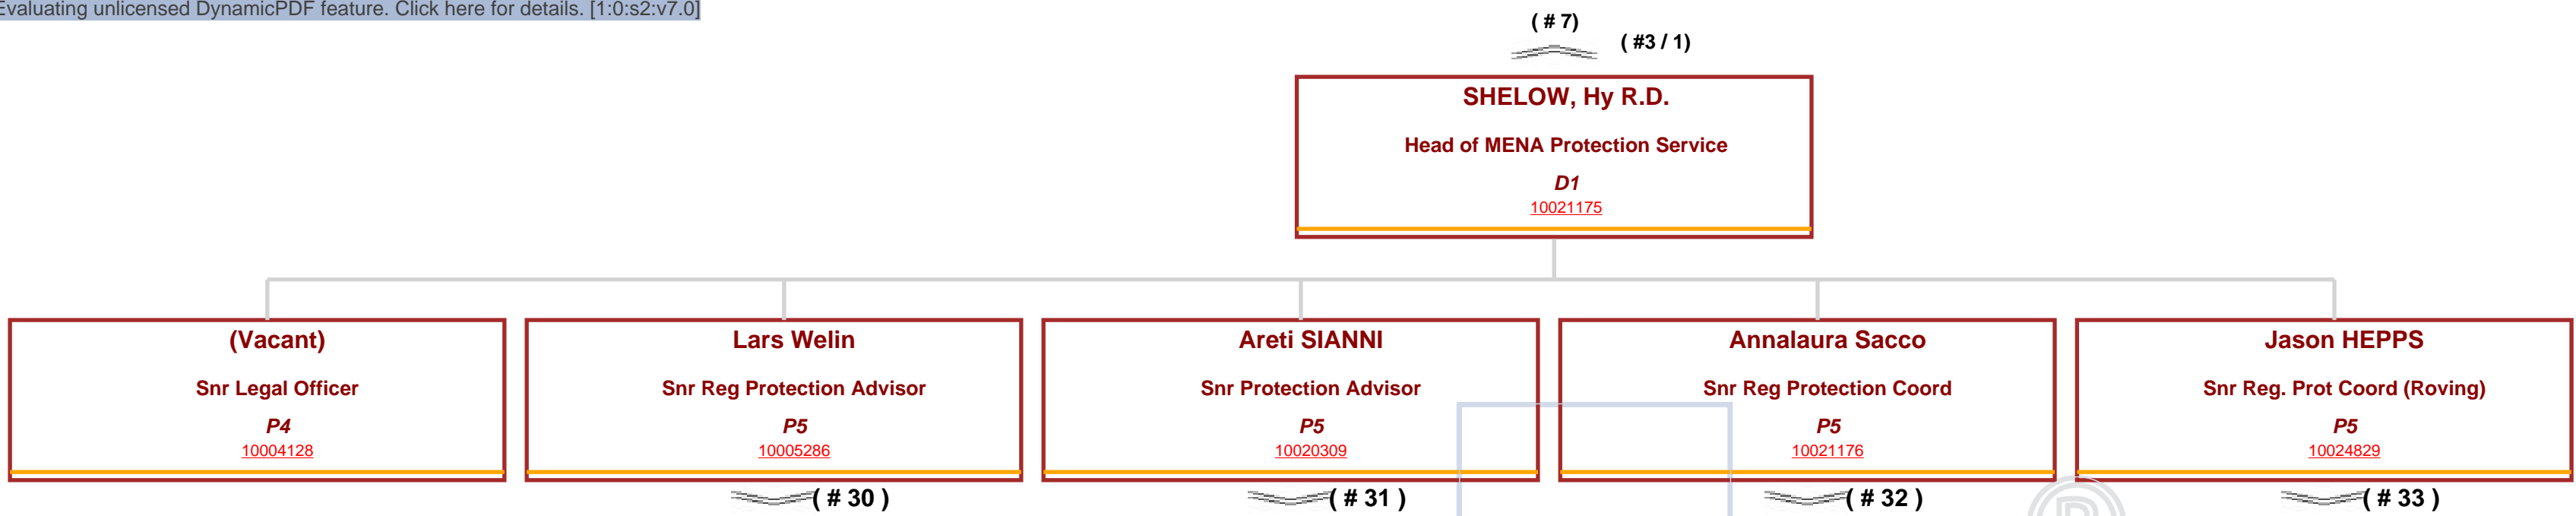 Evaluating unlicensed DynamicPDF feature. Click here for details. [1:0:s2:v7.0]
( # 7)
( #3 / 1)
SHELOW, Hy R.D.
Head of MENA Protection Service
D1
10021175
(Vacant)
Snr Legal Officer
P4
10004128
Lars Welin
Snr Reg Protection Advisor
P5
10005286
( # 30 )
Areti SIANNI
Snr Protection Advisor
P5
10020309
( # 31 )
Annalaura Sacco
Snr Reg Protection Coord
P5
10021176
( # 32 )
Jason HEPPS
Snr Reg. Prot Coord (Roving)
P5
10024829
( # 33 )